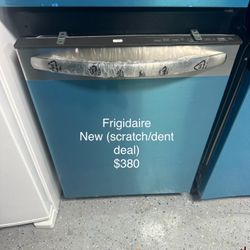 Frigidaire
New (scratch/dent
deal)
$380